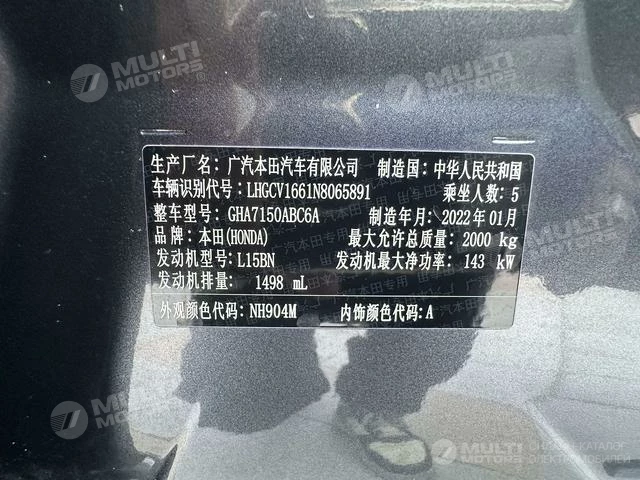 MULTI MOTORS®
MULTI MOTORS
生产厂名：广汽本田汽车有限公司 制造国：中华人民共和国
车辆识别代号：LHGCV1661N8065891 乘坐人数：5
整车型号：GHA7150ABC6A 制造年月：2022年01月
品牌：本田(HONDA) 最大允许总质量：2000 kg
发动机型号：L15BN 发动机最大净功率：143 kW
发动机排量：1498 mL
外观颜色代码：NH904M 内饰颜色代码：A
MULTI MOTORS
MULTI MOTORS